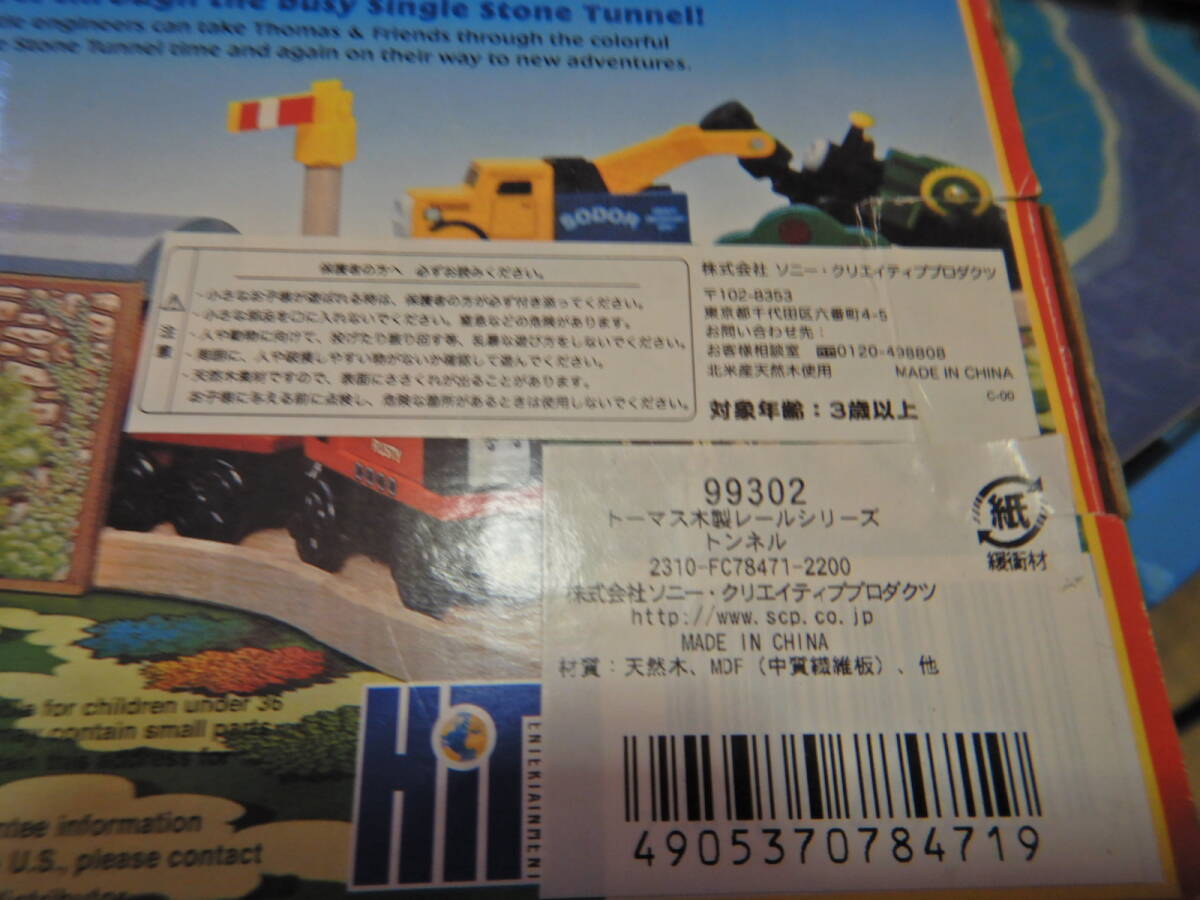 through the Busy Single Stone Tunnel!
engineers can take Thomas & Friends through the colorful
Stone Tunnel time and again on their way to new adventures.
SODOR
保護者の方へ 必ずお読みください。
注意
・小さなお子様が遊ばれる時は、保護者の方が必ず付き添ってください。
・小さな部品を口に入れないでください。窒息などの危険があります。
・人や動物に向けて、投げたり振り回す等、乱暴な遊び方をしないでください。
・周囲に、人や破損しやすい物がないか確認して遊んでください。
・天然木素材ですので、表面にささくれが出ることがあります。
お子様に与える前に点検し、危険な箇所があるときは使用しないでください。
株式会社 ソニー・クリエイティブプロダクツ
〒102-8353
東京都千代田区六番町4-5
お問い合わせ先：
お客様相談室 0120-498808
北米産天然木使用 MADE IN CHINA
C-00
対象年齢：3歳以上
RUSTY
99302
トーマス木製レールシリーズ
トンネル
2310-FC78471-2200
株式会社ソニー・クリエイティブプロダクツ
http://www.scp.co.jp
MADE IN CHINA
材質：天然木、MDF（中質繊維板）、他
紙
緩衝材
4905370784719
for children under 36
contain small parts
this address for
information
U.S., please contact
HiT
ENTERTAINMENT